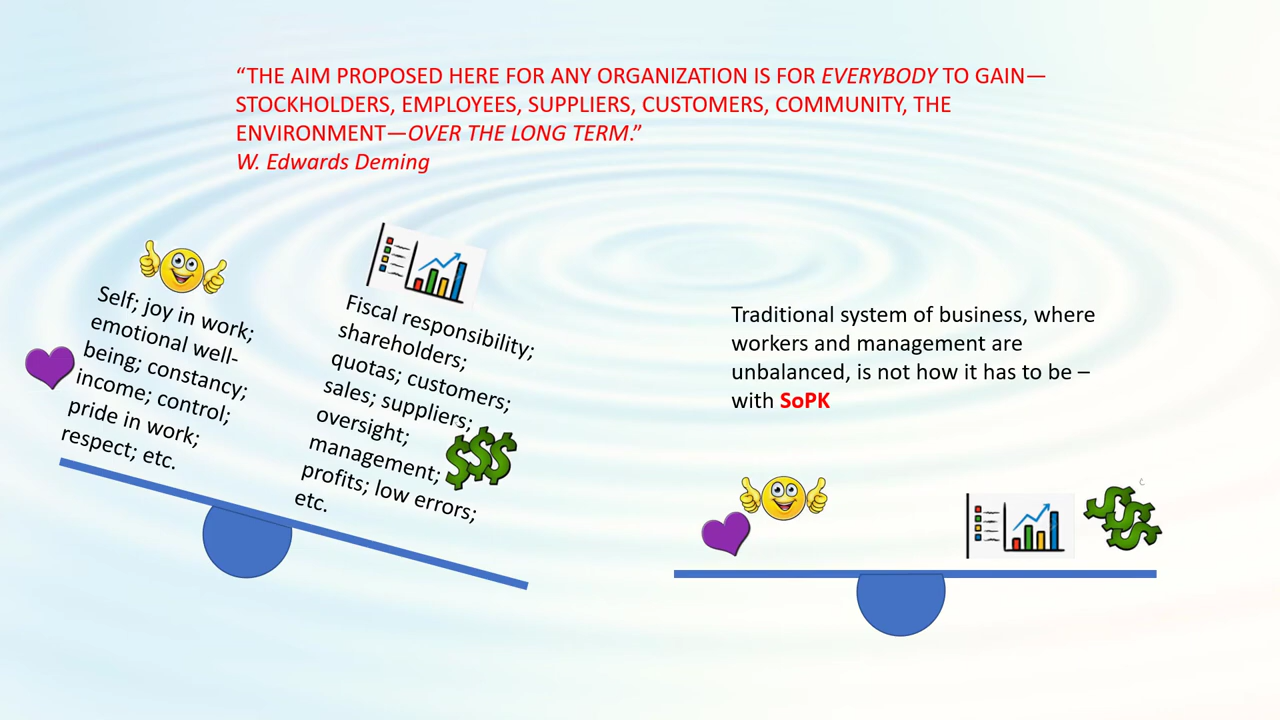 “THE AIM PROPOSED HERE FOR ANY ORGANIZATION IS FOR EVERYBODY TO GAIN—
STOCKHOLDERS, EMPLOYEES, SUPPLIERS, CUSTOMERS, COMMUNITY, THE
ENVIRONMENT—OVER THE LONG TERM.”
W. Edwards Deming
Self; joy in work;
emotional well-
being; constancy;
income; control;
pride in work;
respect; etc.
Fiscal responsibility;
shareholders;
quotas; customers;
sales; suppliers;
oversight;
management;
profits; low errors;
etc.
Traditional system of business, where
workers and management are
unbalanced, is not how it has to be –
with SoPK